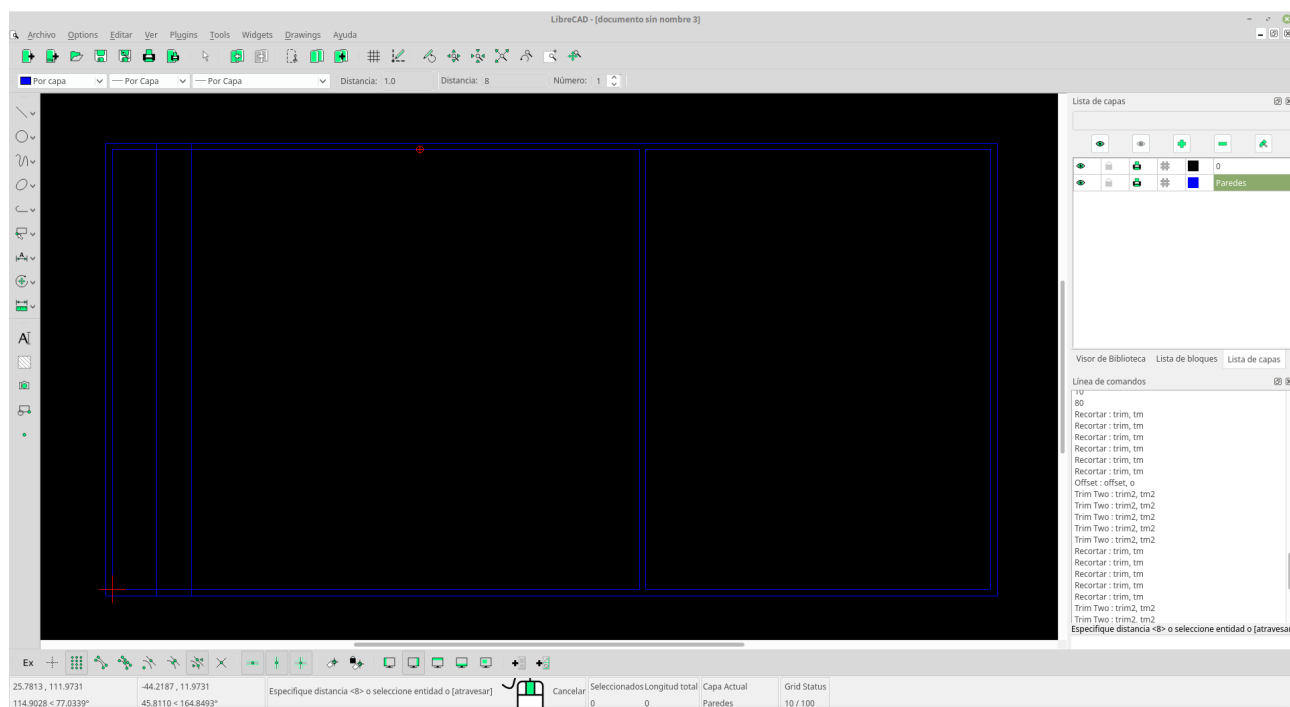 LibreCAD - [documento sin nombre 3]
Archivo Options Editar Ver Plugins Tools Widgets Drawings Ayuda
Por capa Por Capa Por Capa Distancia: 1.0 Distancia: 8 Número: 1
Lista de capas
0
Paredes
Visor de Biblioteca Lista de bloques Lista de capas
Línea de comandos
10
80
Recortar : trim, tm
Recortar : trim, tm
Recortar : trim, tm
Recortar : trim, tm
Recortar : trim, tm
Recortar : trim, tm
Offset : offset, o
Trim Two : trim2, tm2
Trim Two : trim2, tm2
Trim Two : trim2, tm2
Trim Two : trim2, tm2
Trim Two : trim2, tm2
Recortar : trim, tm
Recortar : trim, tm
Recortar : trim, tm
Recortar : trim, tm
Recortar : trim, tm
Trim Two : trim2, tm2
Trim Two : trim2, tm2
Especifique distancia <8> o seleccione entidad o [atravesar
Ex
25.7813 , 111.9731 -44.2187 , 11.9731 Especifique distancia <8> o seleccione entidad o [atravesar] Cancelar Seleccionados Longitud total Capa Actual Grid Status
114.9028 < 77.0339° 45.8110 < 164.8493° 0 0 Paredes 10 / 100